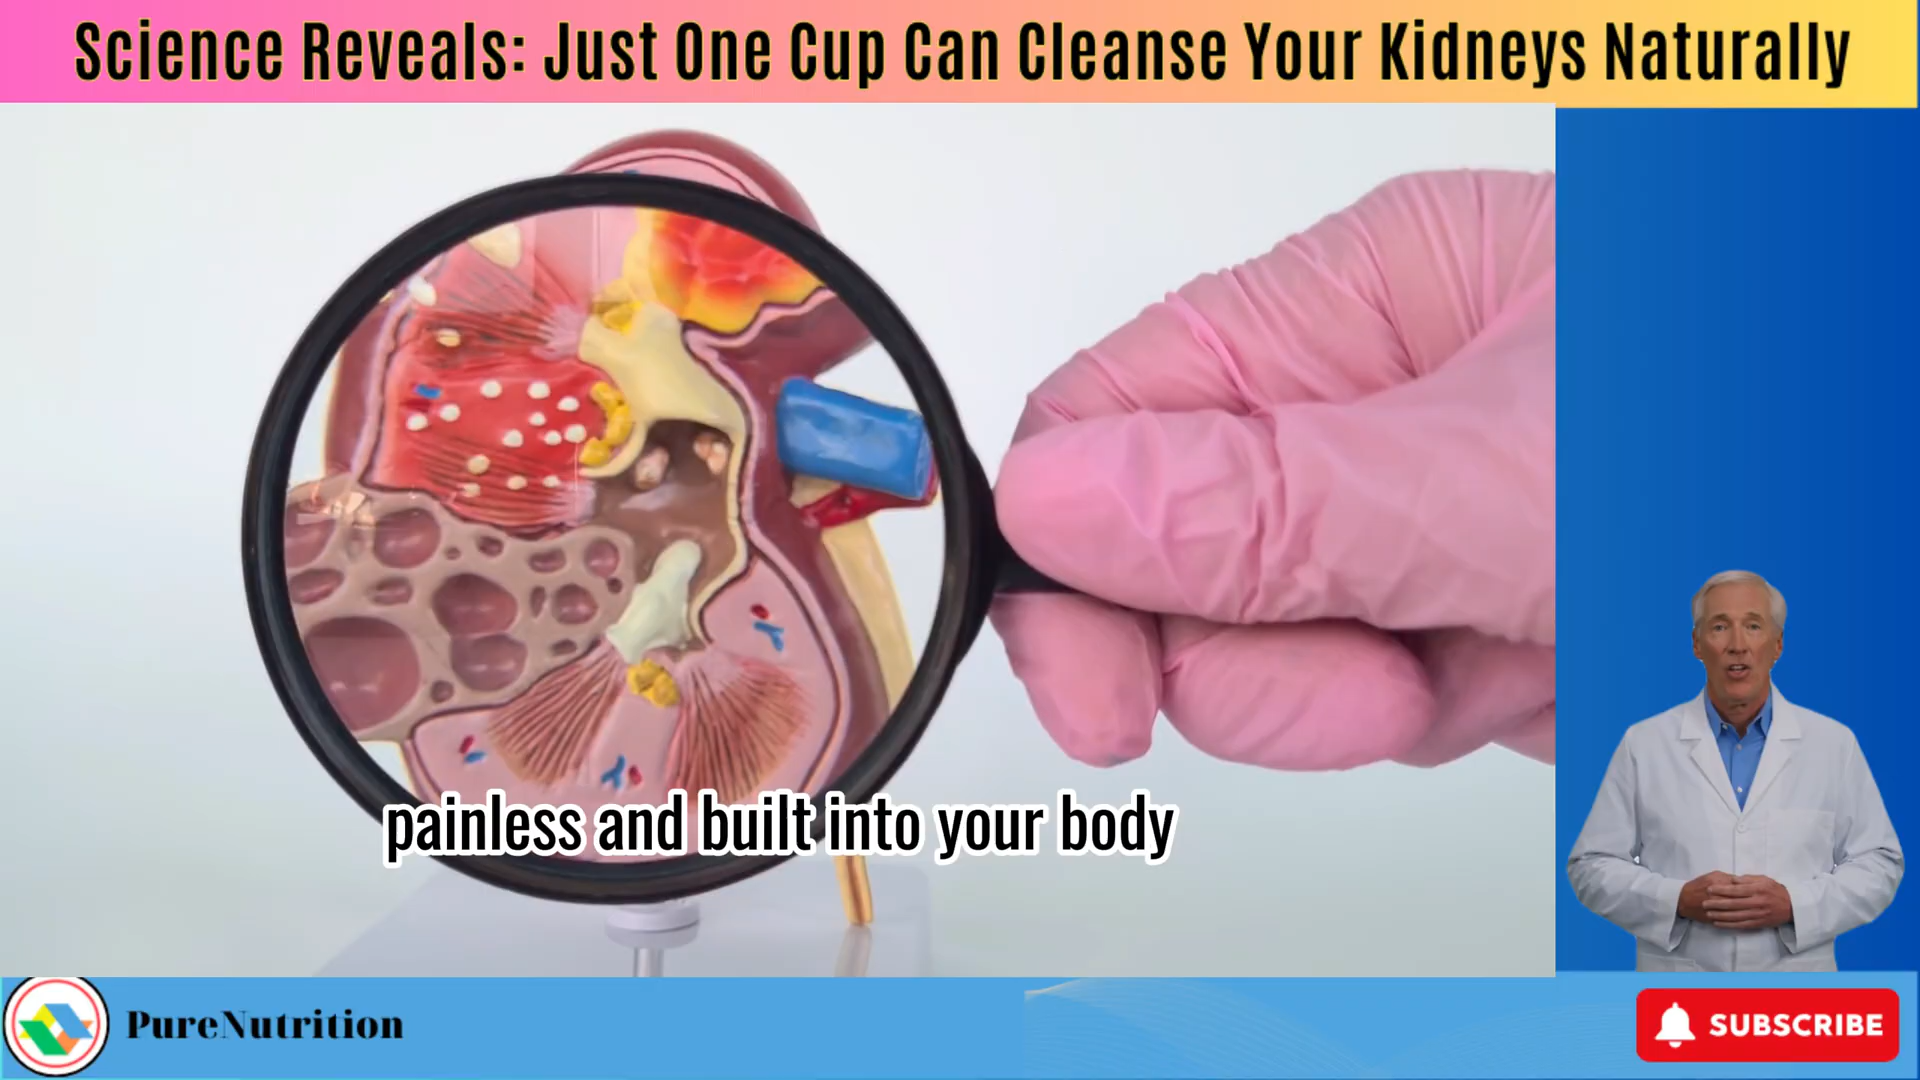 Science Reveals: Just One Cup Can Cleanse Your Kidneys Naturally
painless and built into your body
PureNutrition
SUBSCRIBE